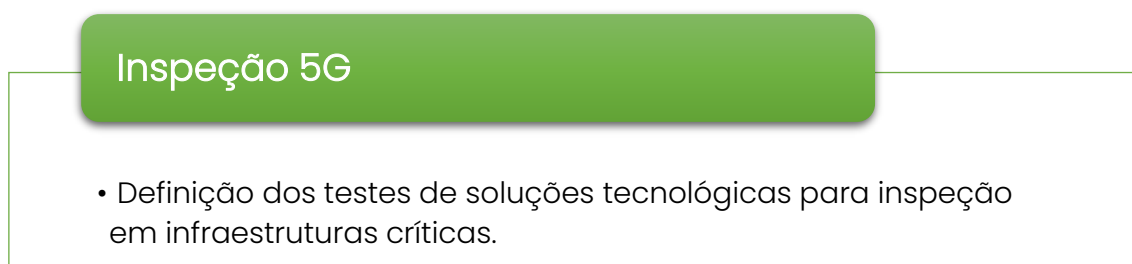 Inspeção 5G
• Definição dos testes de soluções tecnológicas para inspeção
em infraestruturas críticas.